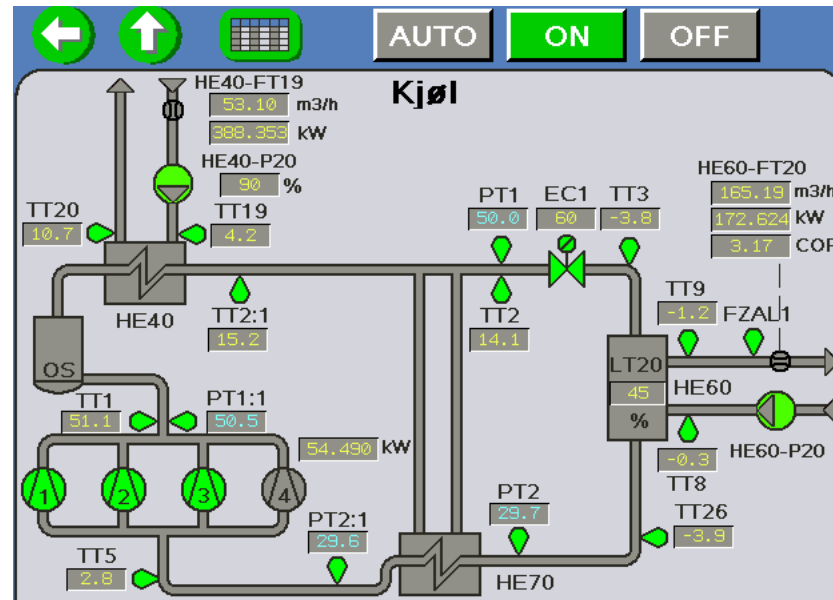 AUTO ON OFF
Kjøl
HE40-FT19
53.10 m3/h
388.353 kW
HE40-P20
90 %
TT20
10.7
TT19
4.2
HE40
TT2:1
15.2
PT1 EC1 TT3
50.0 60 -3.8
TT2
14.1
HE60-FT20
165.19 m3/h
172.624 kW
3.17 COP
TT9
-1.2
FZAL1
LT20
45
%
HE60
HE60-P20
-0.3
TT8
TT26
-3.9
OS
TT1
51.1
PT1:1
50.5
54.490 kW
1 2 3 4
PT2:1
29.6
PT2
29.7
TT5
2.8
HE70